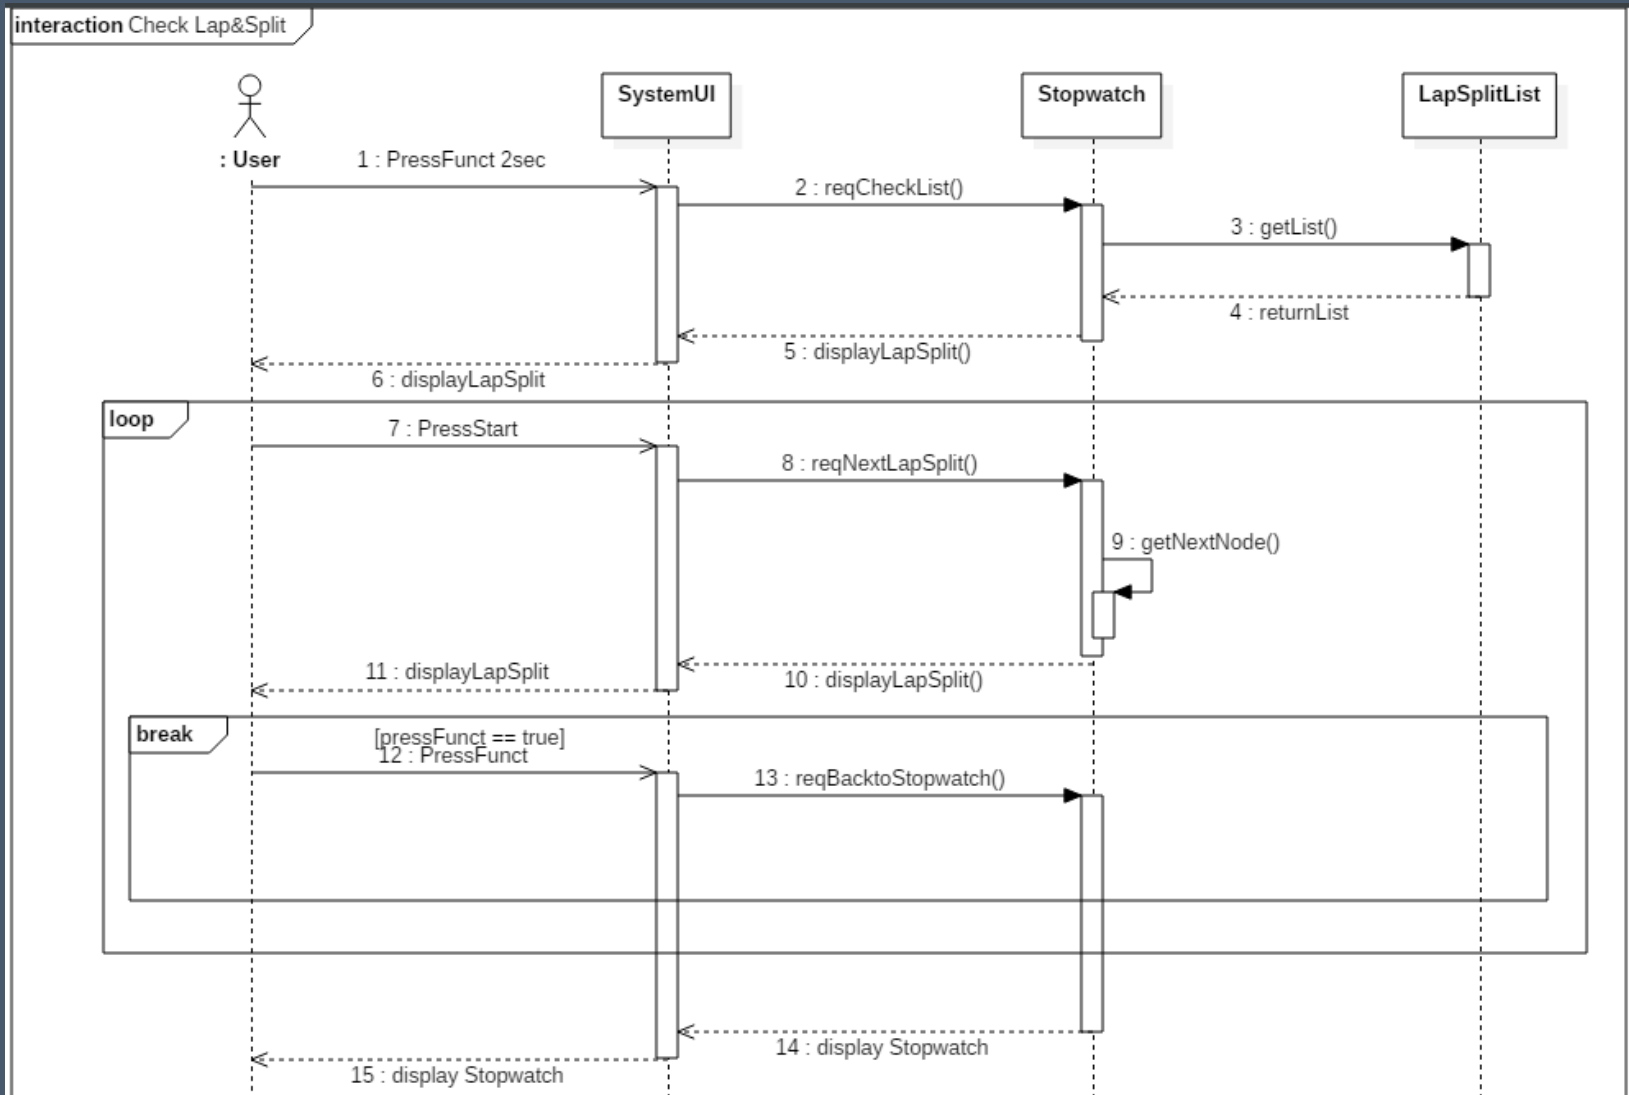 interaction Check Lap&Split
SystemUI
Stopwatch
LapSplitList
: User
1 : PressFunct 2sec
2 : reqCheckList()
3 : getList()
4 : returnList
5 : displayLapSplit()
6 : displayLapSplit
loop
7 : PressStart
8 : reqNextLapSplit()
9 : getNextNode()
11 : displayLapSplit
10 : displayLapSplit()
break
[pressFunct == true]
12 : PressFunct
13 : reqBacktoStopwatch()
14 : display Stopwatch
15 : display Stopwatch